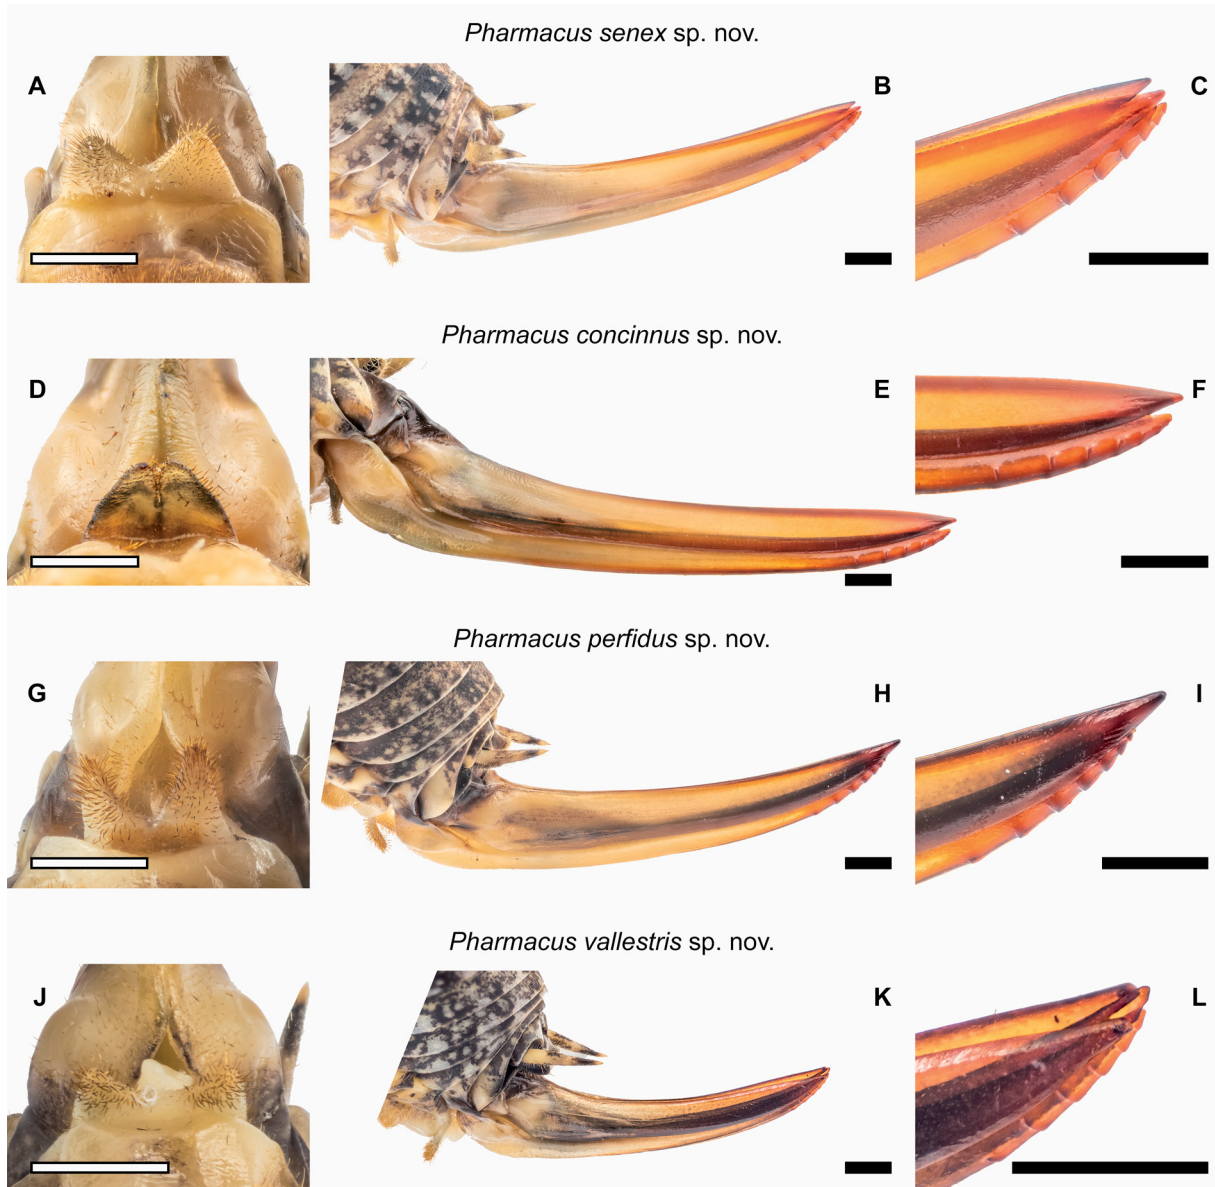 Pharmacus senex sp. nov.
A
B
C
Pharmacus concinnus sp. nov.
D
E
F
Pharmacus perfidus sp. nov.
G
H
I
Pharmacus vallestris sp. nov.
J
K
L